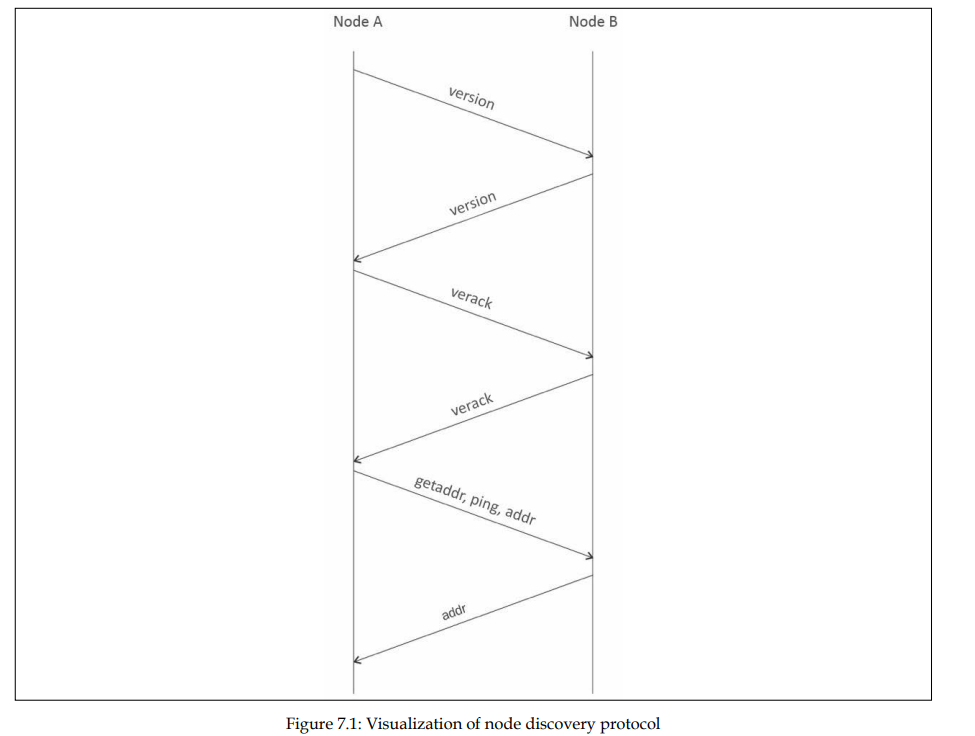 Node A
Node B
version
version
verack
verack
getaddr, ping, addr
addr
Figure 7.1: Visualization of node discovery protocol